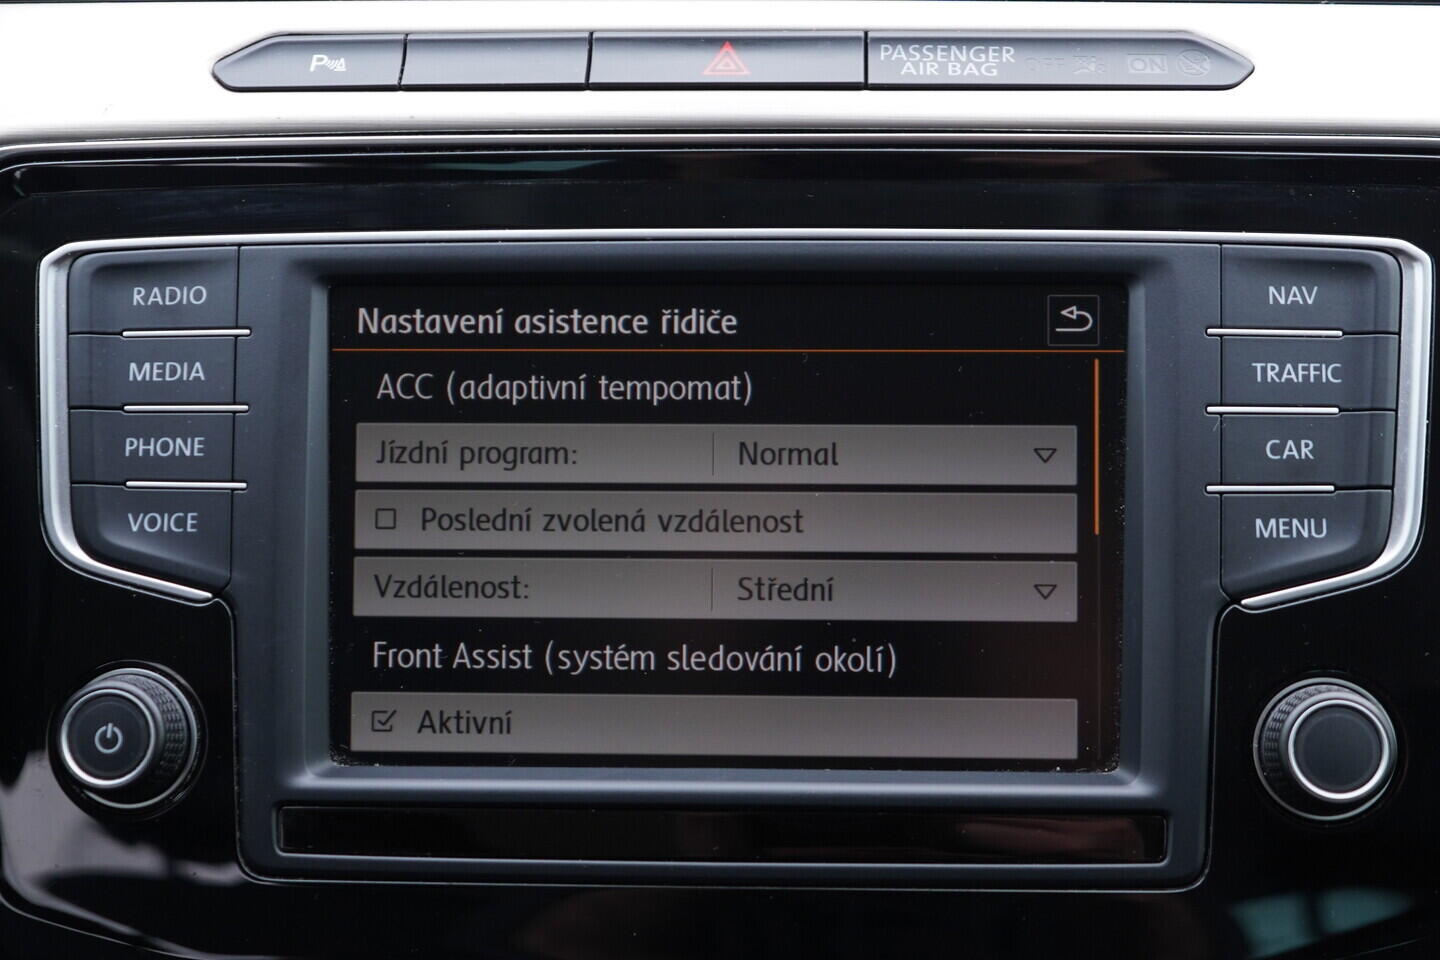 P
PASSENGER
AIR BAG
OFF
ON
RADIO
MEDIA
PHONE
VOICE
Nastavení asistence řidiče
ACC (adaptivní tempomat)
Jízdní program: Normal
Poslední zvolená vzdálenost
Vzdálenost: Střední
Front Assist (systém sledování okolí)
Aktivní
NAV
TRAFFIC
CAR
MENU